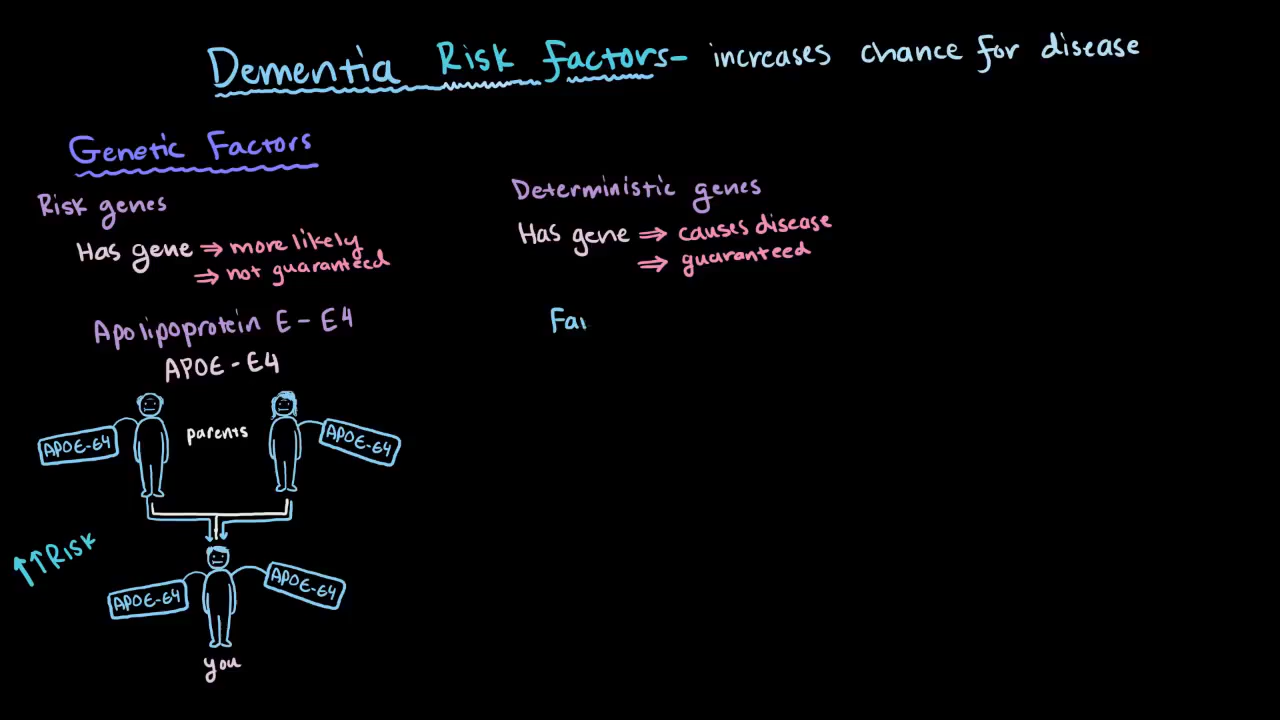 Dementia Risk Factors- increases chance for disease
Genetic Factors
Risk genes
Has gene ⇒ more likely
⇒ not guaranteed
Apolipoprotein E - E4
APOE - E4
APOE-E4
parents
APOE-E4
↑↑Risk
APOE-E4
APOE-E4
you
Deterministic genes
Has gene ⇒ causes disease
⇒ guaranteed